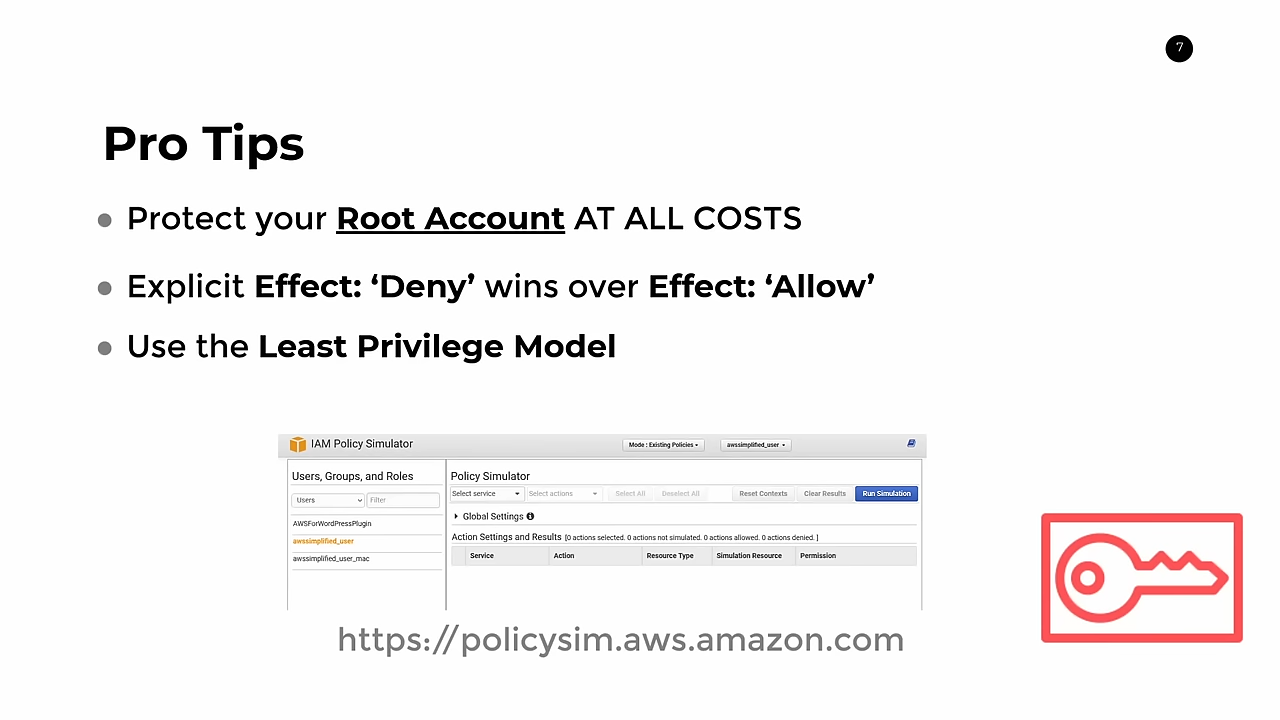 7
Pro Tips
Protect your Root Account AT ALL COSTS
Explicit Effect: ‘Deny’ wins over Effect: ‘Allow’
Use the Least Privilege Model
IAM Policy Simulator
Mode : Existing Policies
awssimplified_user
Users, Groups, and Roles
Users
Filter
AWSForWordPressPlugin
awssimplified_user
awssimplified_user_mac
Policy Simulator
Select service
Select actions
Select All
Deselect All
Reset Contexts
Clear Results
Run Simulation
Global Settings
Action Settings and Results [0 actions selected. 0 actions not simulated. 0 actions allowed. 0 actions denied. ]
Service Action Resource Type Simulation Resource Permission
https://policysim.aws.amazon.com